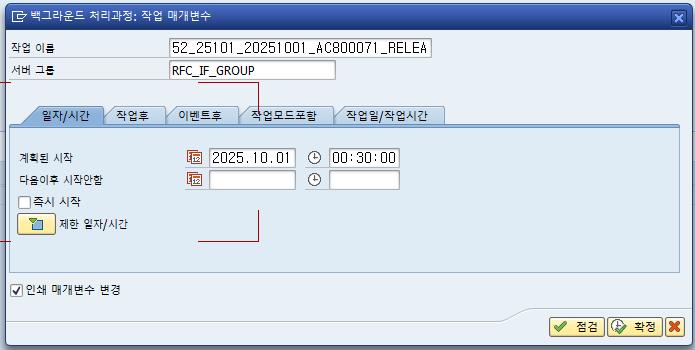 백그라운드 처리과정: 작업 매개변수
작업 이름 52_25101_20251001_AC800071_RELEA
서버 그룹 RFC_IF_GROUP
일자/시간 작업후 이벤트후 작업모드포함 작업일/작업시간
계획된 시작 2025.10.01 00:30:00
다음이후 시작안함
즉시 시작
제한 일자/시간
인쇄 매개변수 변경
점검 확정